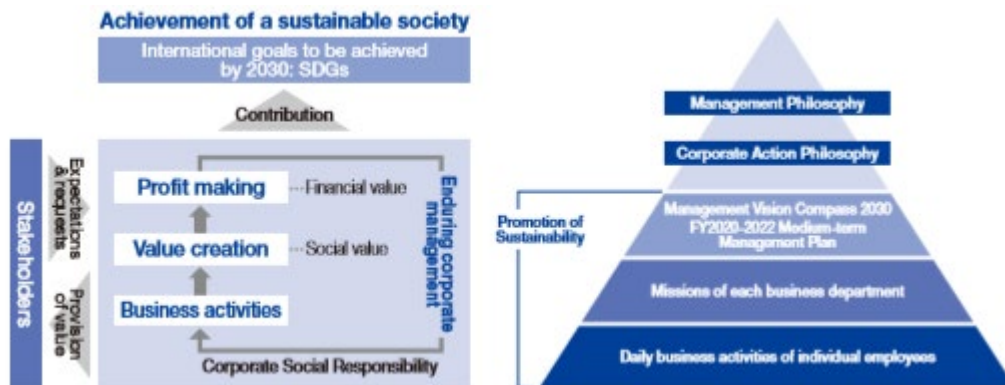 Achievement of a sustainable society
International goals to be achieved
by 2030: SDGs
Contribution
Stakeholders
Expectations
& requests
Provision
of value
Profit making
Financial value
Value creation
Social value
Business activities
Enduring corporate
management
Corporate Social Responsibility
Management Philosophy
Corporate Action Philosophy
Promotion of
Sustainability
Management Vision Compass 2030
FY2020-2022 Medium-term
Management Plan
Missions of each business department
Daily business activities of individual employees